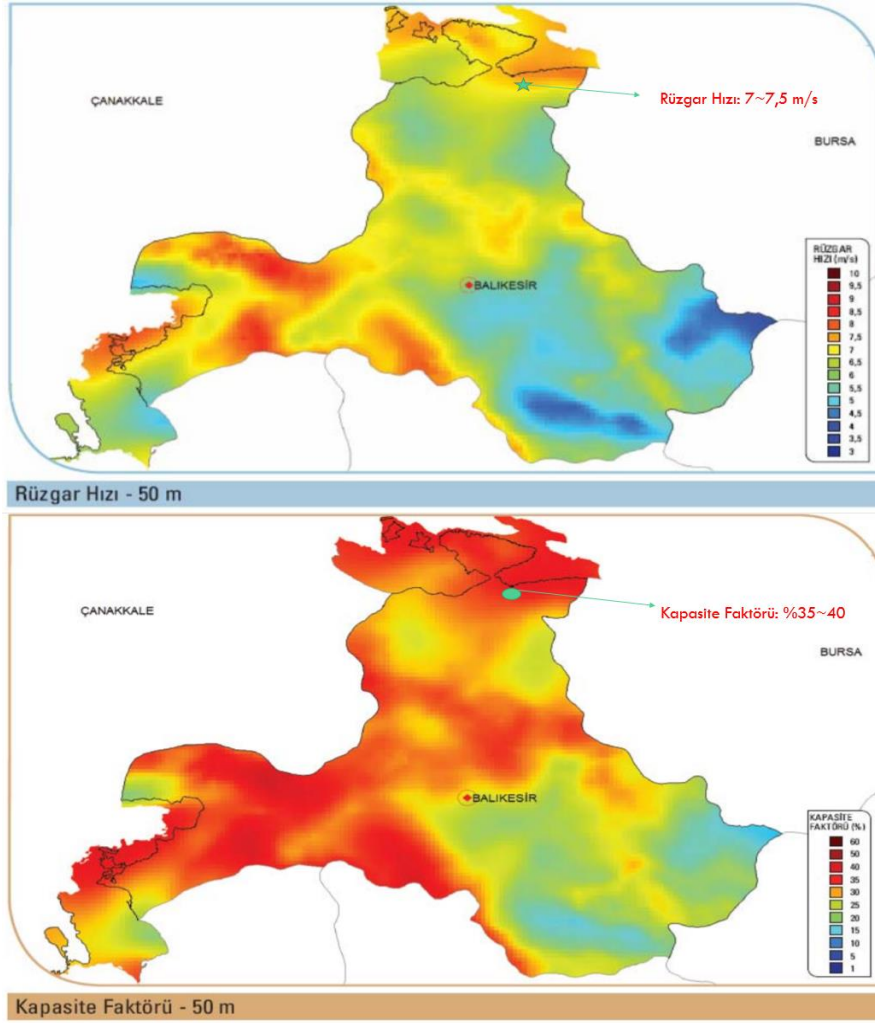 ÇANAKKALE
Rüzgar Hızı: 7~7,5 m/s
BURSA
RÜZGAR
HIZI (m/s)
10
9,5
9
8,5
8
7,5
7
6,5
6
5,5
5
4,5
4
3,5
3
BALIKESİR
Rüzgar Hızı - 50 m
ÇANAKKALE
Kapasite Faktörü: %35~40
BURSA
BALIKESİR
KAPASİTE
FAKTÖRÜ (%)
60
50
40
35
30
25
20
15
10
5
1
Kapasite Faktörü - 50 m